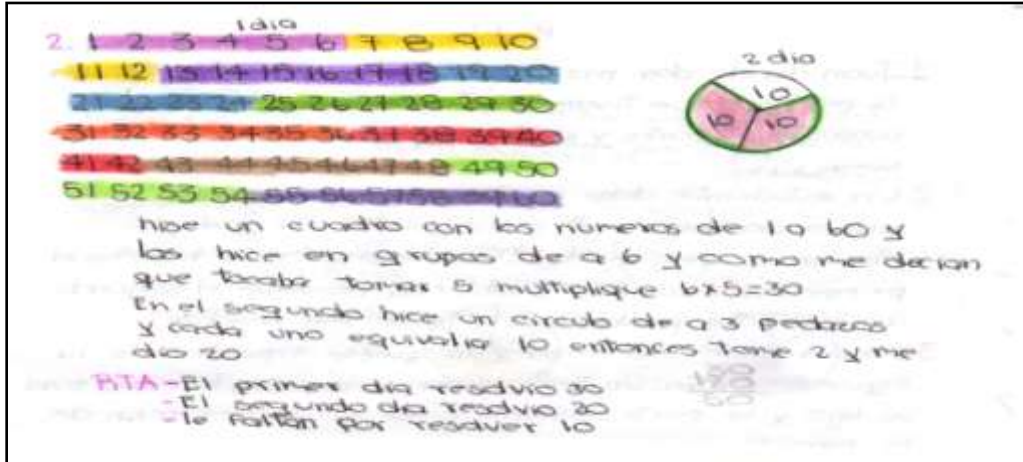 1 dia
2. 1 2 3 4 5 6 7 8 9 10
11 12 13 14 15 16 17 18 19 20
21 22 23 24 25 26 27 28 29 30
31 32 33 34 35 36 37 38 39 40
41 42 43 44 45 46 47 48 49 50
51 52 53 54 55 56 57 58 59 60
2 dia
10
10 10
hise un cuadro con los numeros de 1 a 60 y
los hice en grupos de a 6 y como me decian
que tocaba tomar 5 multiplique 6x5=30
En el segundo hice un circulo de a 3 pedazos
y cada uno equivalia 10 entonces tome 2 y me
dio 20
RTA - El primer dia resolvio 30
- El segundo dia resolvio 20
- le faltan por resolver 10